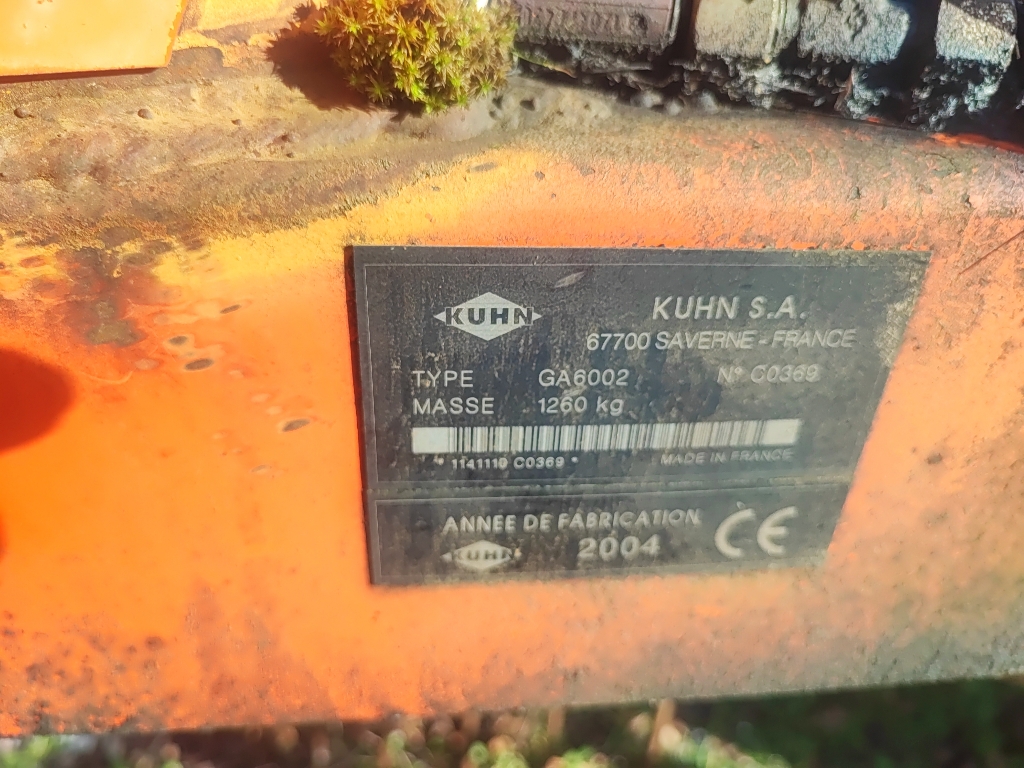 KUHN
KUHN S.A.
67700 SAVERNE - FRANCE
TYPE GA6002 N° C0369
MASSE 1260 kg
* 1141110 C0369 *
MADE IN FRANCE
ANNEE DE FABRICATION
KUHN 2004 CE